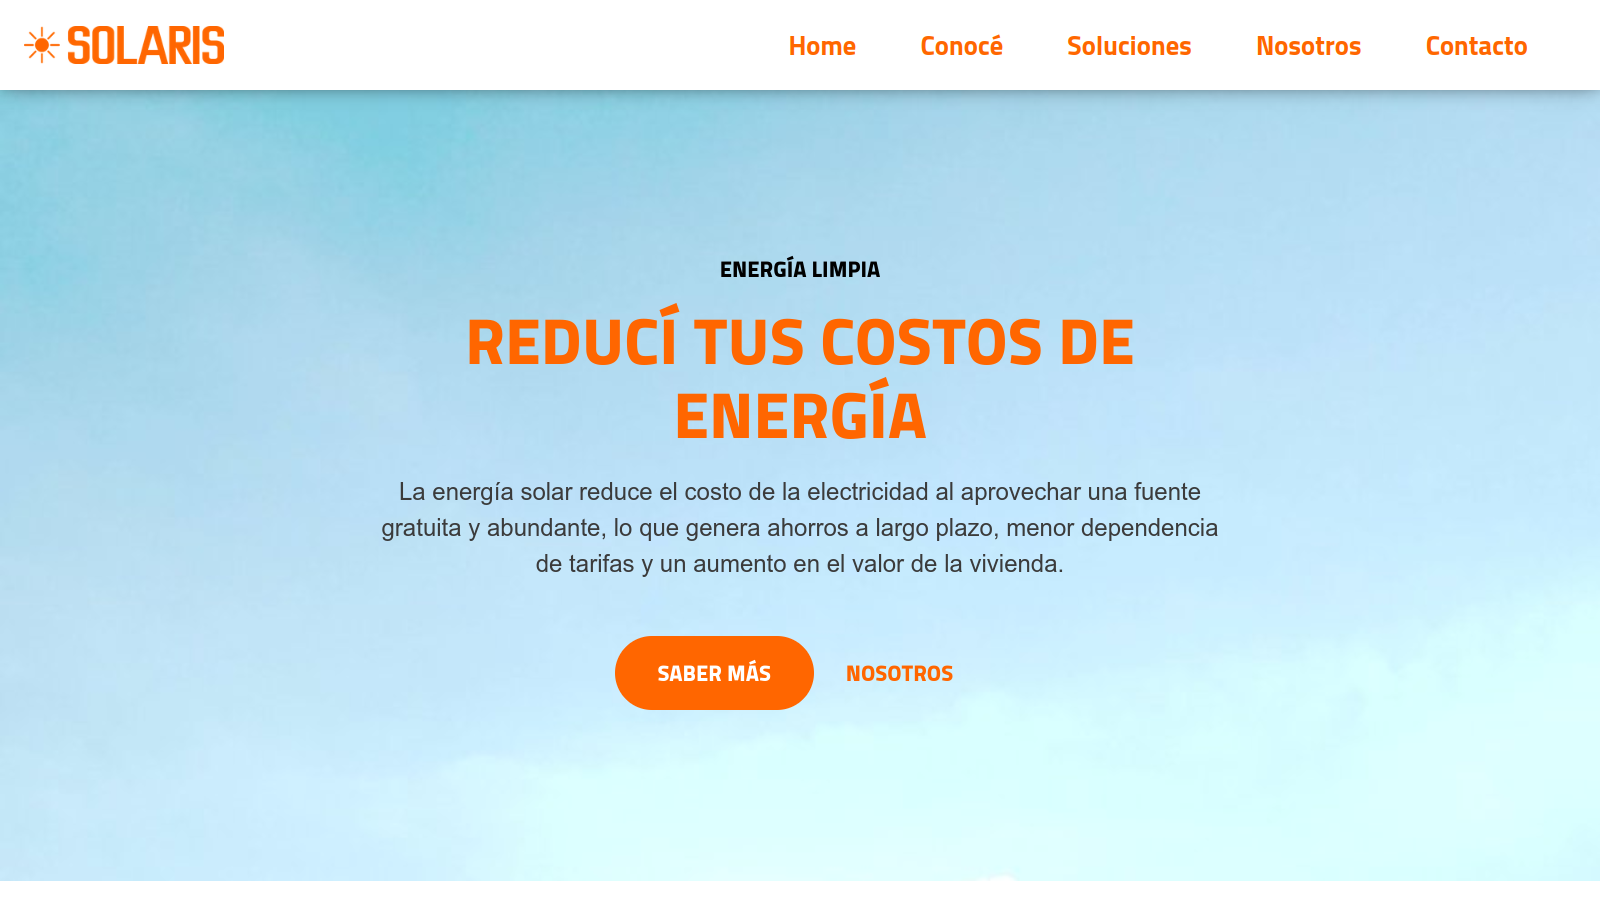 SOLARIS
Home Conocé Soluciones Nosotros Contacto
ENERGÍA LIMPIA
REDUCÍ TUS COSTOS DE
ENERGÍA
La energía solar reduce el costo de la electricidad al aprovechar una fuente
gratuita y abundante, lo que genera ahorros a largo plazo, menor dependencia
de tarifas y un aumento en el valor de la vivienda.
SABER MÁS NOSOTROS